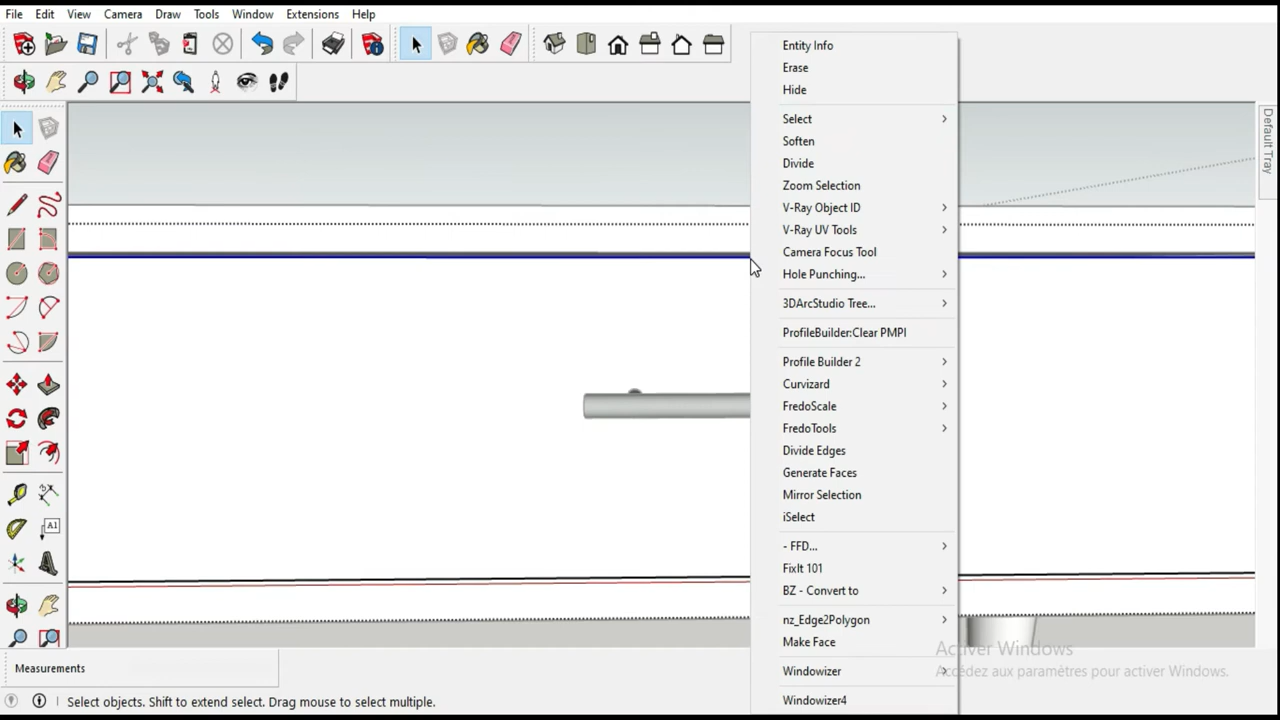 File Edit View Camera Draw Tools Window Extensions Help
Entity Info
Erase
Hide
Select
Soften
Divide
Zoom Selection
V-Ray Object ID
V-Ray UV Tools
Camera Focus Tool
Hole Punching...
3DArcStudio Tree...
ProfileBuilder:Clear PMPI
Profile Builder 2
Curvizard
FredoScale
FredoTools
Divide Edges
Generate Faces
Mirror Selection
iSelect
- FFD...
FixIt 101
BZ - Convert to
nz_Edge2Polygon
Make Face
Windowizer
Windowizer4
Default Tray
A1
Activer Windows
Accédez aux paramètres pour activer Windows.
Measurements
Select objects. Shift to extend select. Drag mouse to select multiple.